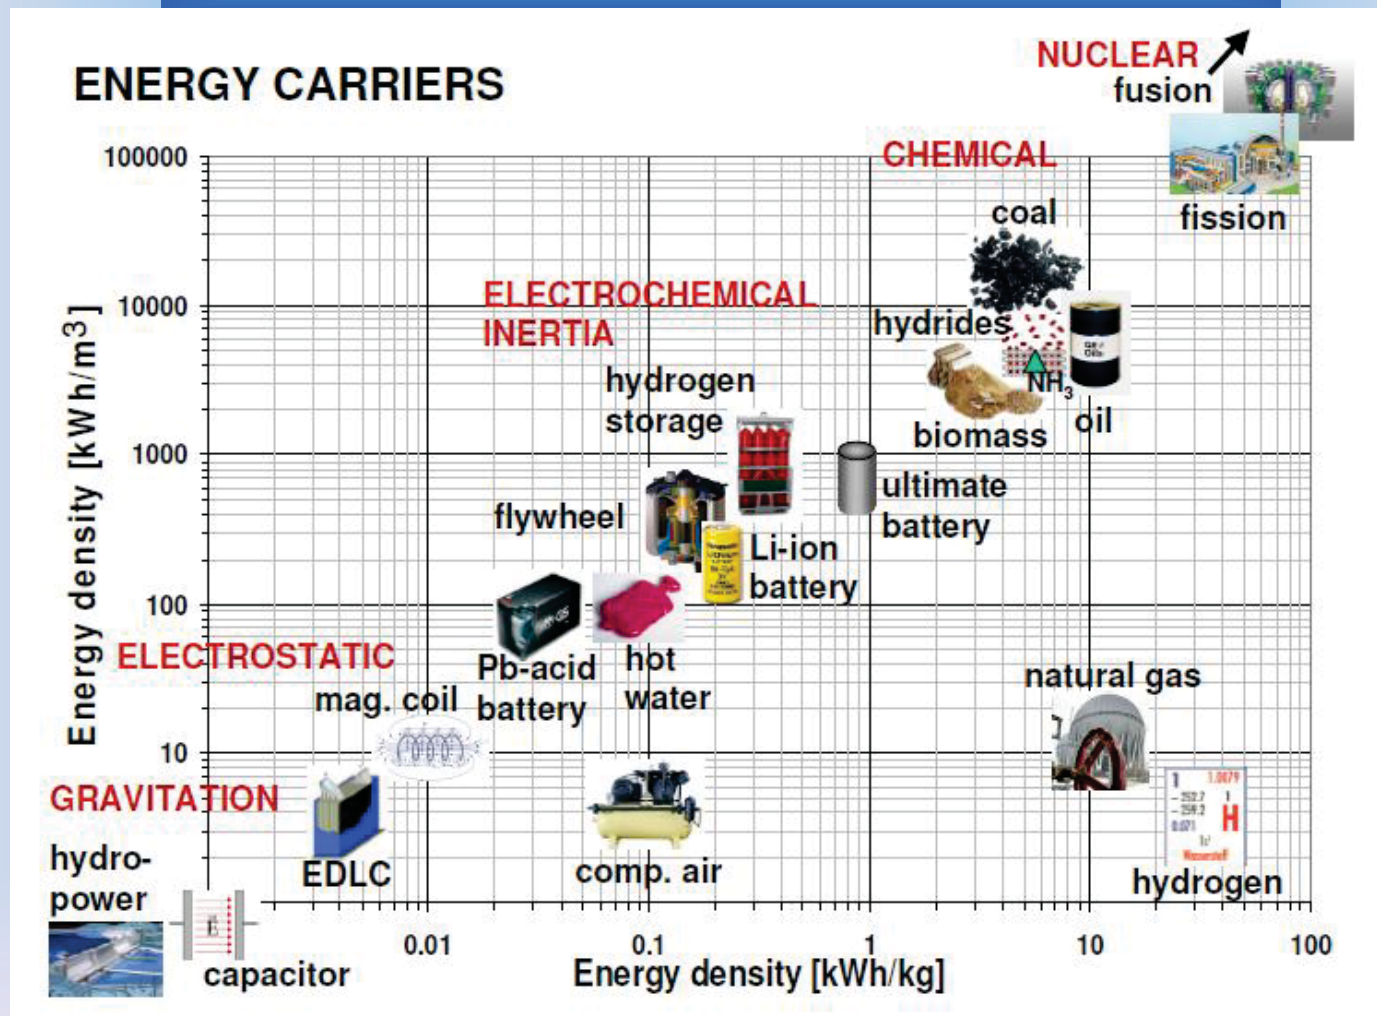 ENERGY CARRIERS
NUCLEAR
fusion
fission
CHEMICAL
coal
hydrides
NH3
oil
biomass
ELECTROCHEMICAL
INERTIA
hydrogen
storage
ultimate
battery
flywheel
Li-ion
battery
Pb-acid
battery
hot
water
ELECTROSTATIC
mag. coil
natural gas
GRAVITATION
hydro-
power
EDLC
comp. air
1 1.0079
H
hydrogen
E
capacitor
Energy density [kWh/m3]
100000
10000
1000
100
10
0.01
0.1
1
10
100
Energy density [kWh/kg]